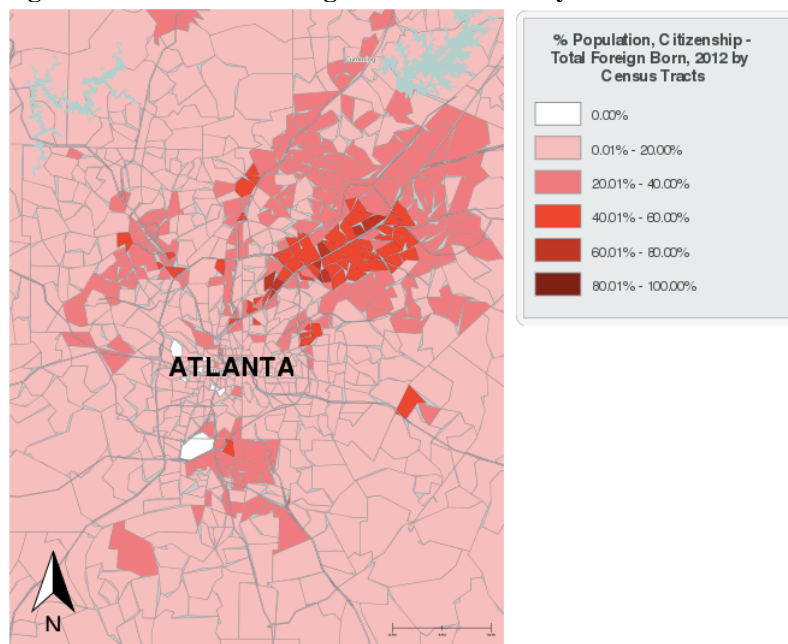 % Population, Citizenship -
Total Foreign Born, 2012 by
Census Tracts
0.00%
0.01% - 20.00%
20.01% - 40.00%
40.01% - 60.00%
60.01% - 80.00%
80.01% - 100.00%
Cumming
ATLANTA
N